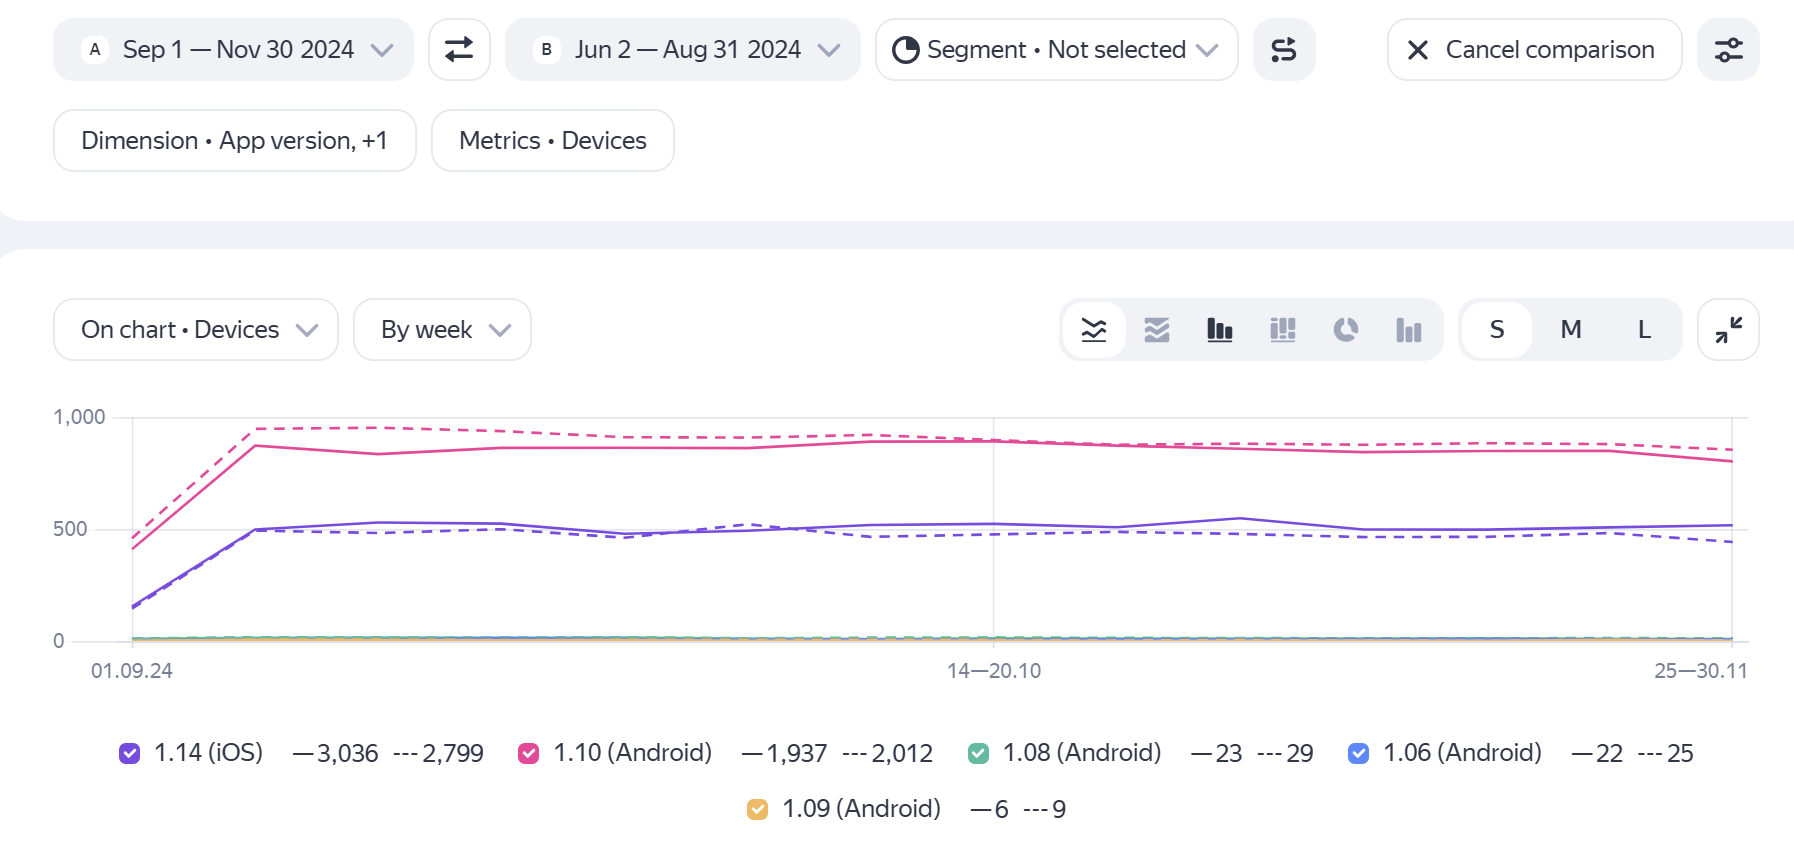 A Sep 1 — Nov 30 2024 B Jun 2 — Aug 31 2024 Segment • Not selected Cancel comparison
Dimension • App version, +1 Metrics • Devices
On chart • Devices By week S M L
1,000
500
0
01.09.24 14—20.10 25—30.11
1.14 (iOS) —3,036 ---2,799 1.10 (Android) —1,937 ---2,012 1.08 (Android) —23 ---29 1.06 (Android) —22 ---25
1.09 (Android) —6 ---9